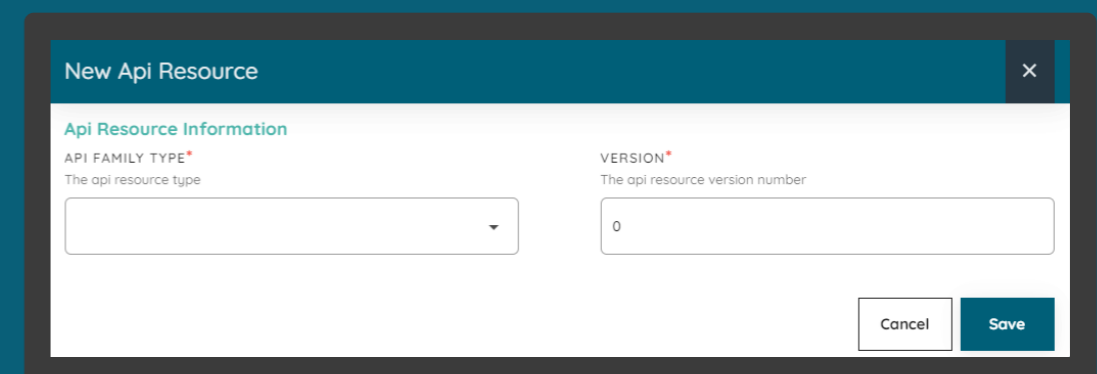 New Api Resource
Api Resource Information
API FAMILY TYPE*
The api resource type
VERSION*
The api resource version number
0
Cancel
Save